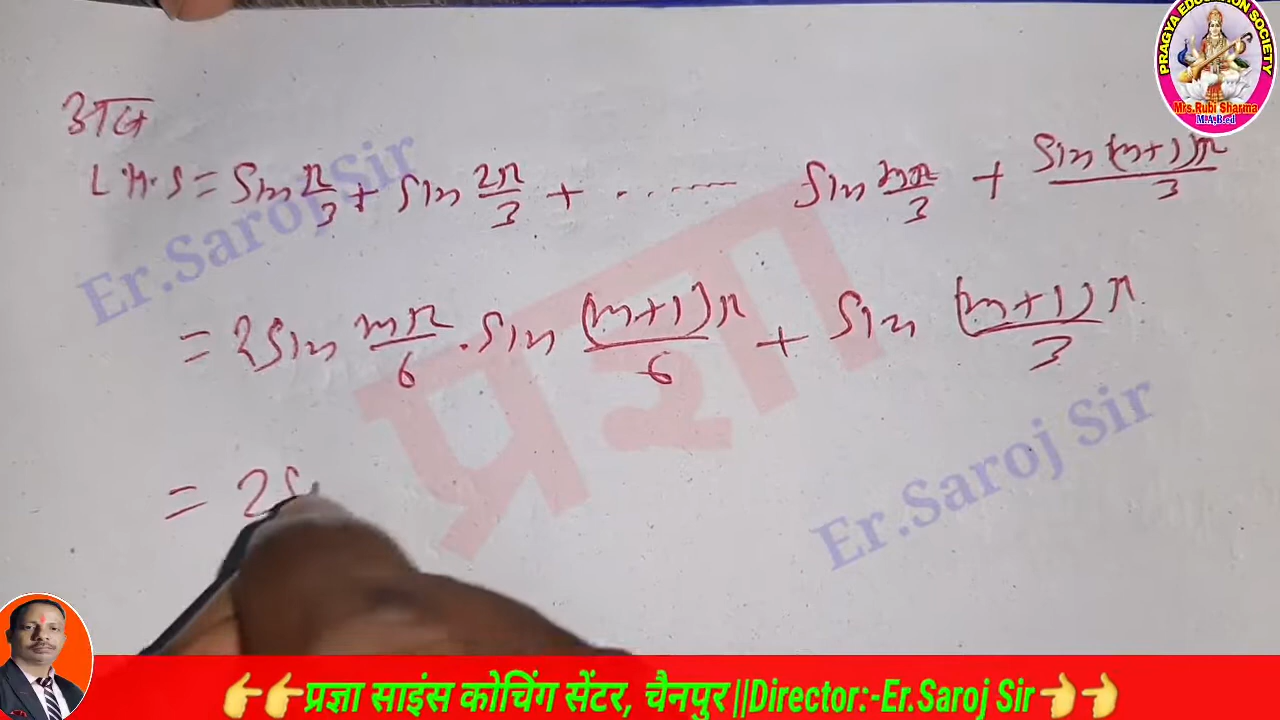 PRAGYA EDUCATION SOCIETY
Mrs.Rubi Sharma
M.A,B.ed
अब
L.H.S = Sin π/3 + Sin 2π/3 + ....... Sin mπ/3 + Sin (m+1)π/3
= 2Sin mπ/6 . Sin (m+1)π/6 + Sin (m+1)π/3
= 2S
Er.Saroj Sir
प्रज्ञा
Er.Saroj Sir
👉👉प्रज्ञा साइंस कोचिंग सेंटर, चैनपुर ||Director:-Er.Saroj Sir👈👈